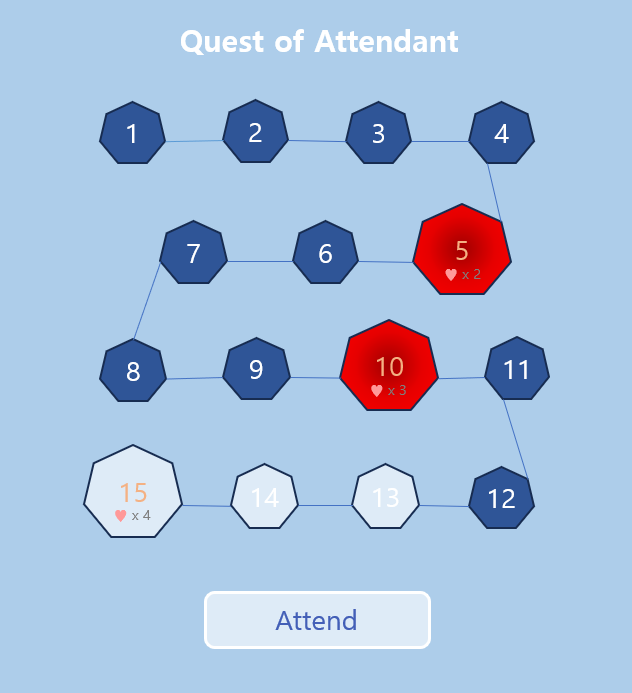 Quest of Attendant
1 2 3 4
7 6 5
♥ x 2
8 9 10 11
♥ x 3
15 14 13 12
♥ x 4
Attend